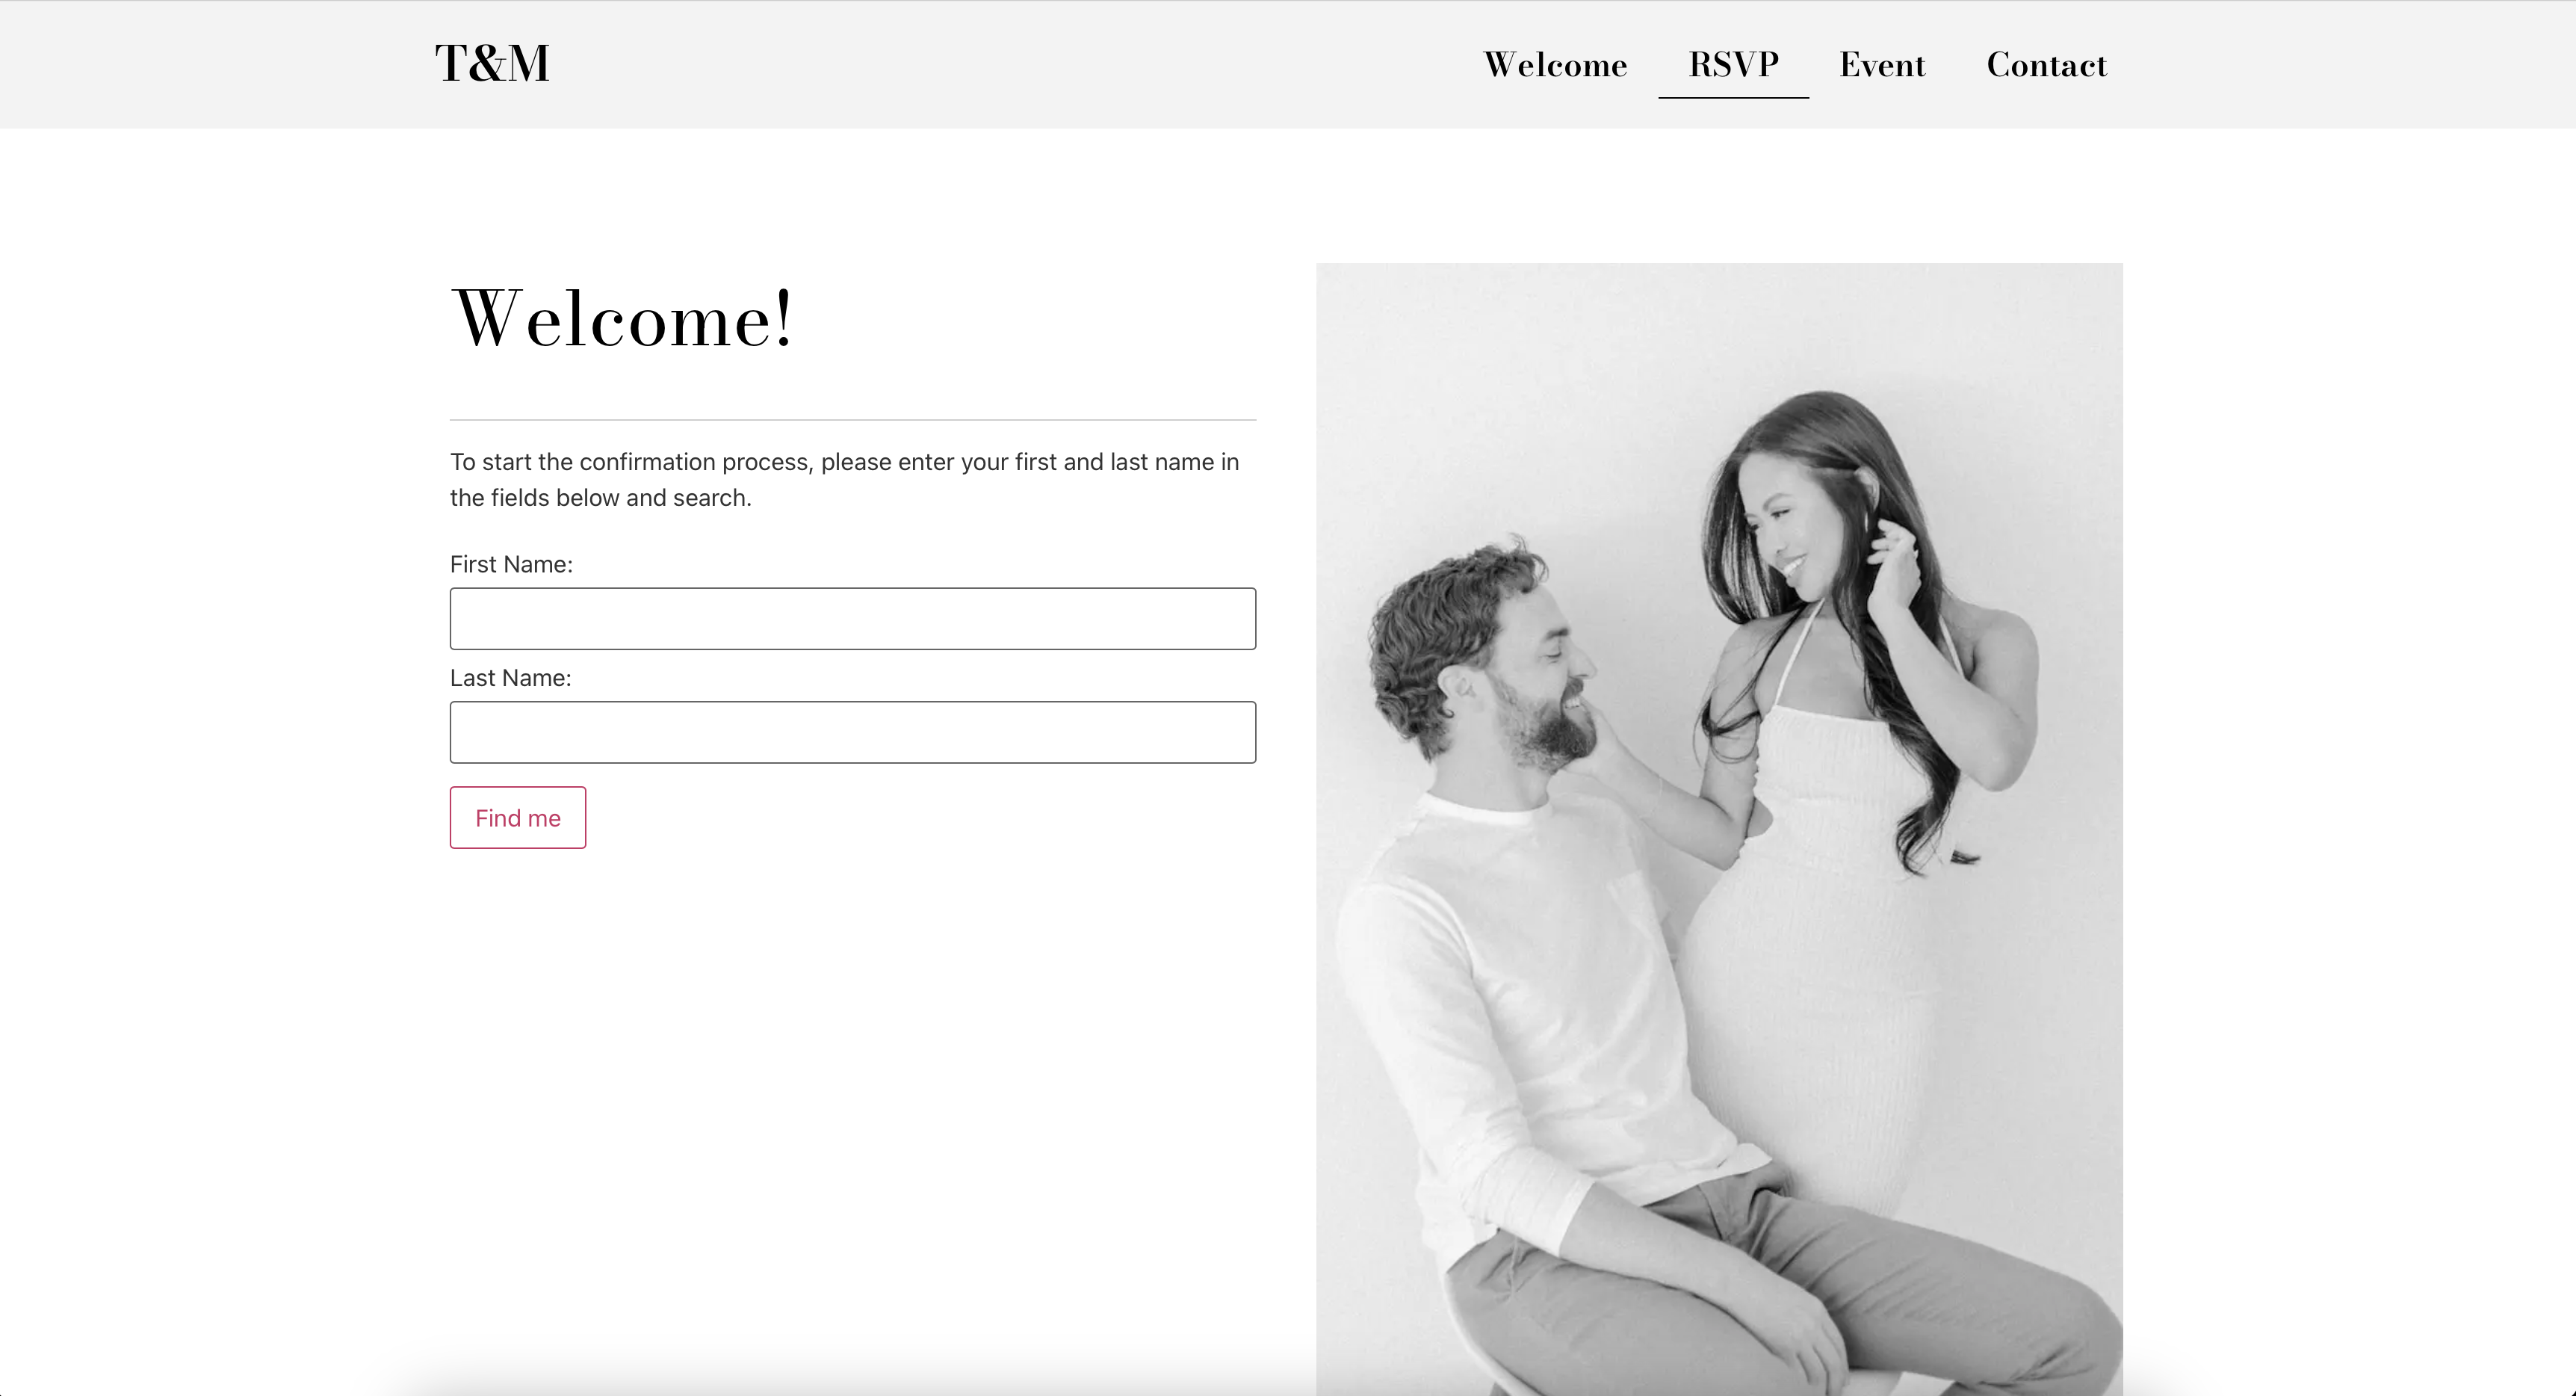 T&M
Welcome
RSVP
Event
Contact
Welcome!
To start the confirmation process, please enter your first and last name in
the fields below and search.
First Name:
Last Name:
Find me